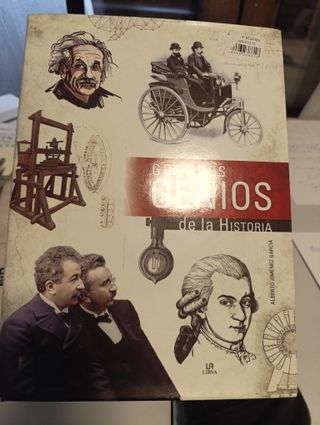 GRANDES
GENIOS
de la HISTORIA
ALBERTO JIMÉNEZ GARCÍA
LIBSA